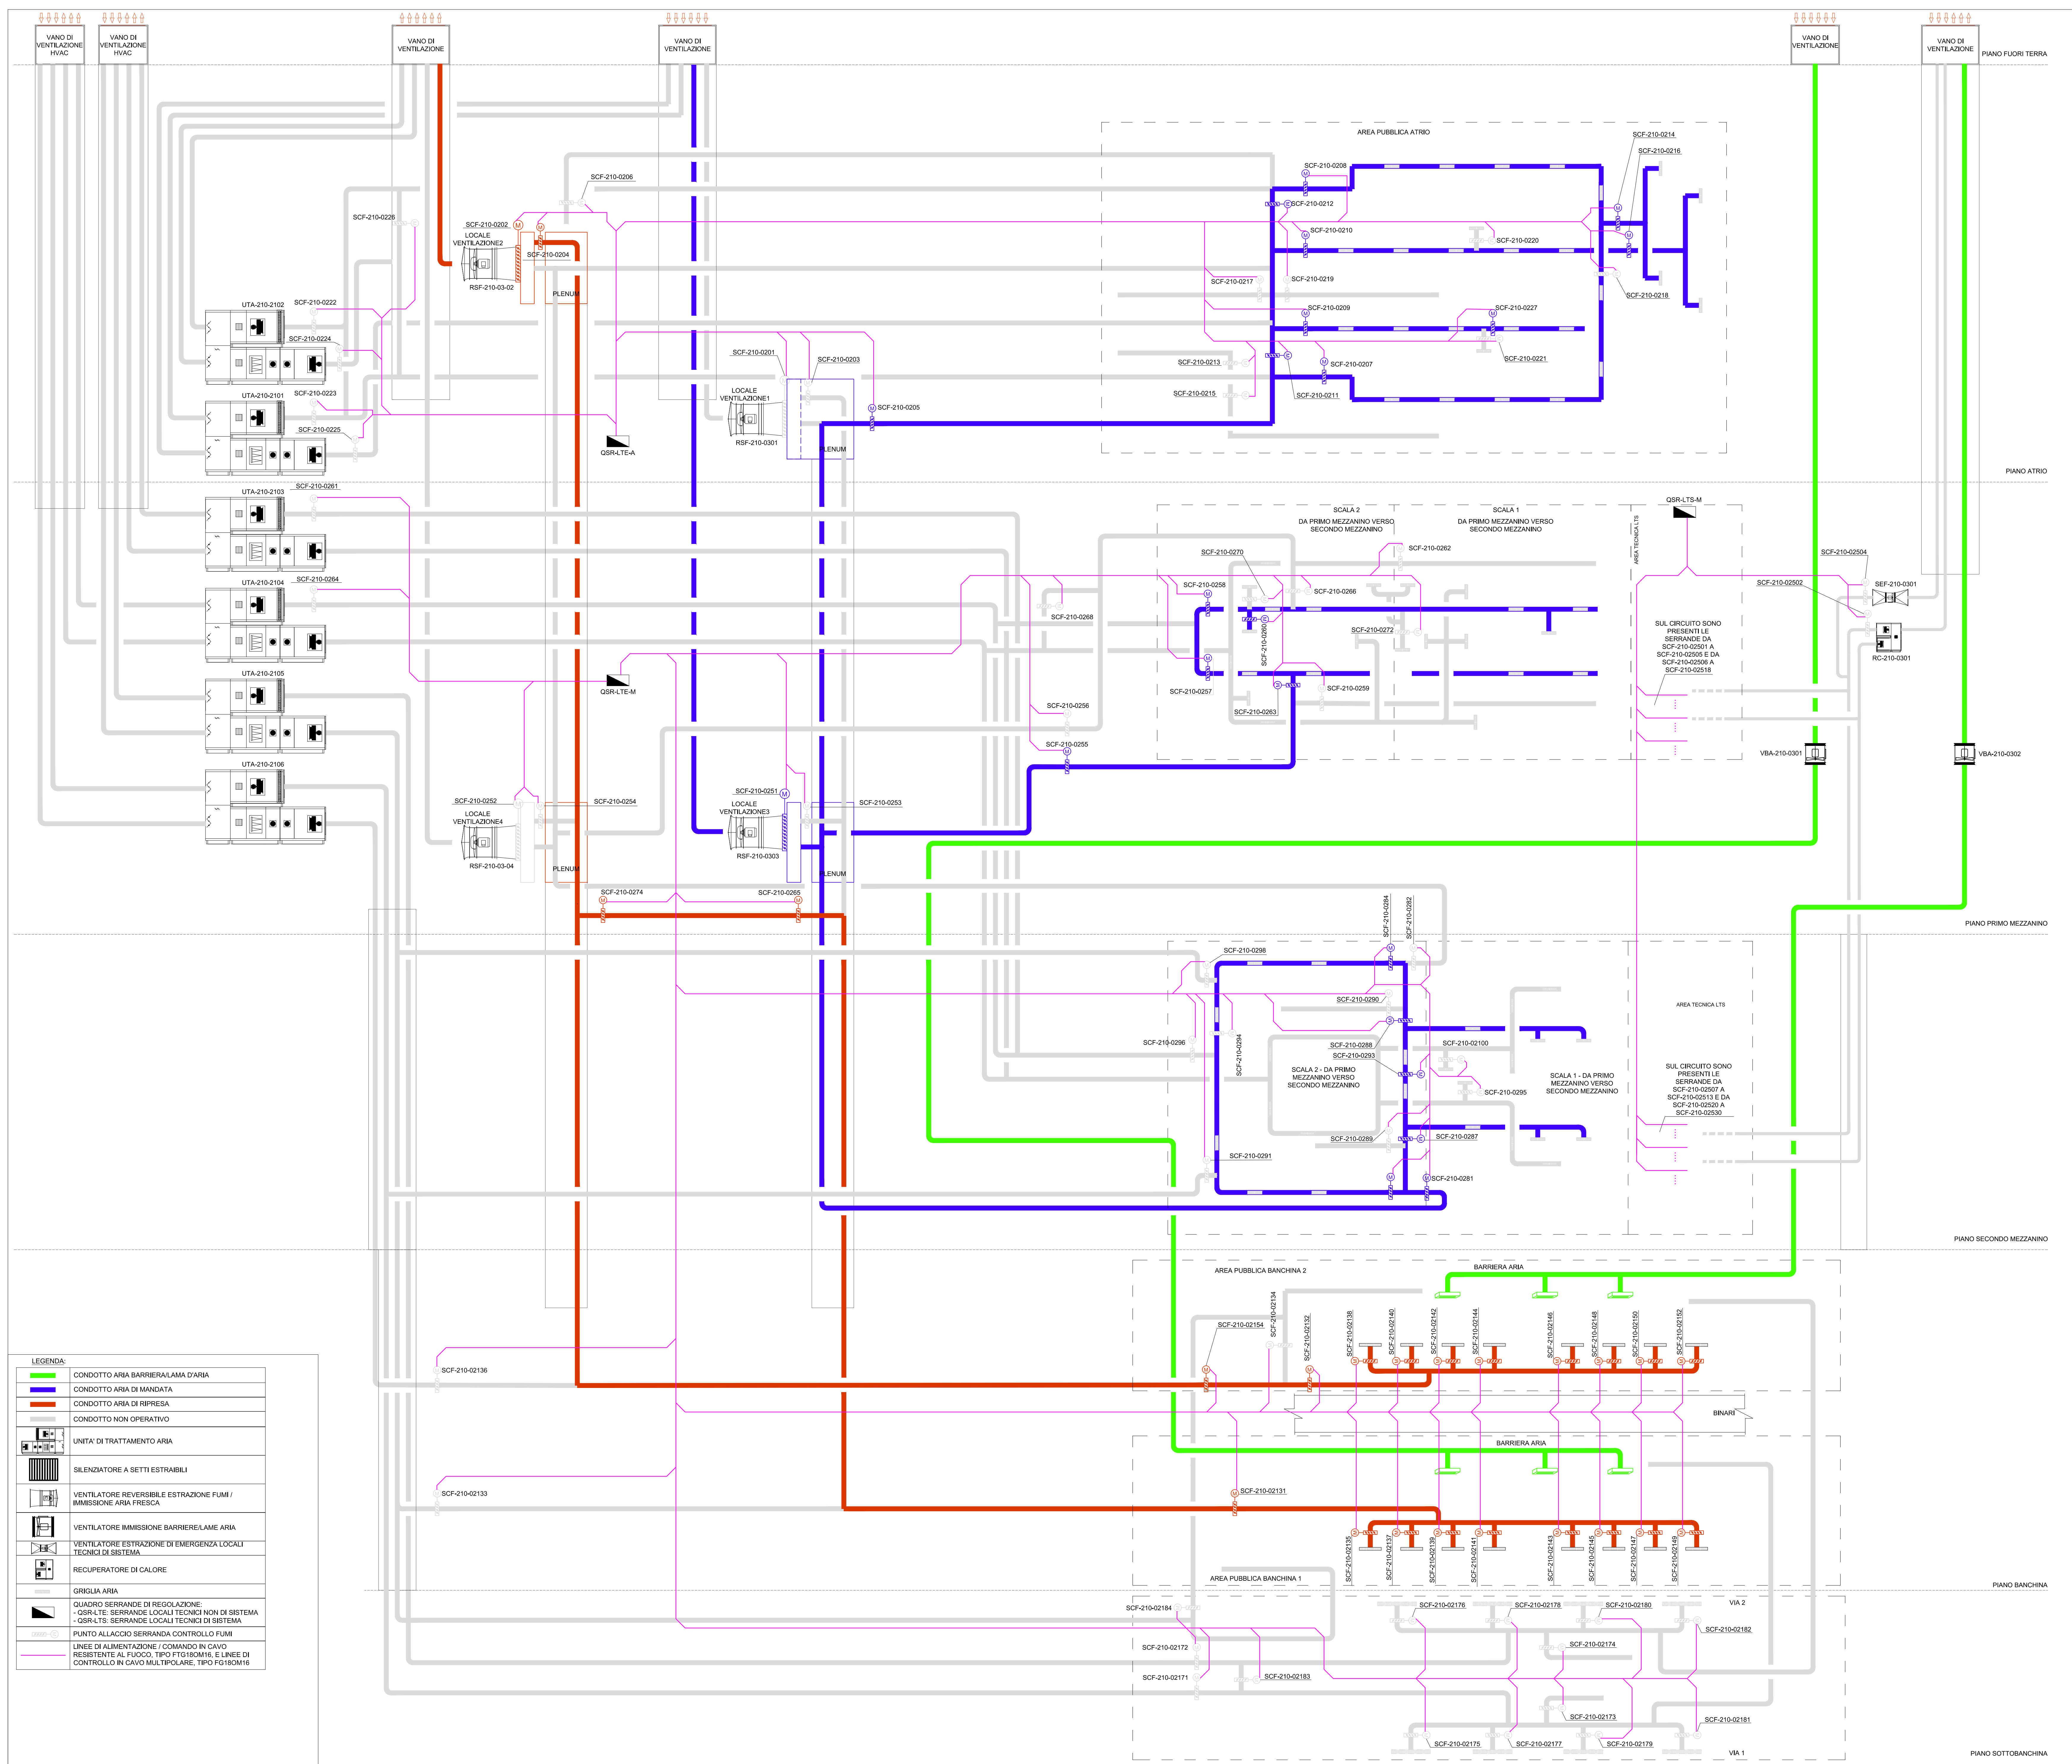 VANO DI
VENTILAZIONE
HVAC
VANO DI
VENTILAZIONE
HVAC
VANO DI
VENTILAZIONE
VANO DI
VENTILAZIONE
VANO DI
VENTILAZIONE
VANO DI
VENTILAZIONE
PIANO FUORI TERRA
AREA PUBBLICA ATRIO
SCF-210-0214
SCF-210-0216
SCF-210-0208
SCF-210-0206
SCF-210-0212
SCF-210-0226
SCF-210-0202
SCF-210-0210
LOCALE
VENTILAZIONE2
SCF-210-0220
SCF-210-0204
RSF-210-03-02
PLENUM
SCF-210-0217
SCF-210-0219
SCF-210-0218
UTA-210-2102
SCF-210-0222
SCF-210-0209
SCF-210-0227
SCF-210-0224
SCF-210-0201
SCF-210-0203
SCF-210-0213
SCF-210-0207
SCF-210-0221
UTA-210-2101
SCF-210-0223
LOCALE
VENTILAZIONE1
SCF-210-0215
SCF-210-0211
SCF-210-0205
SCF-210-0225
RSF-210-0301
PLENUM
QSR-LTE-A
PIANO ATRIO
UTA-210-2103
SCF-210-0261
QSR-LTS-M
SCALA 2
DA PRIMO MEZZANINO VERSO
SECONDO MEZZANINO
SCALA 1
DA PRIMO MEZZANINO VERSO
SECONDO MEZZANINO
AREA TECNICA LTS
SCF-210-0270
SCF-210-0262
SCF-210-02504
UTA-210-2104
SCF-210-0264
SCF-210-0258
SCF-210-0266
SCF-210-02502
SEF-210-0301
SCF-210-0268
SCF-210-0260
SCF-210-0272
SUL CIRCUITO SONO
PRESENTI LE
SERRANDE DA
SCF-210-02501 A
SCF-210-02505 E DA
SCF-210-02506 A
SCF-210-02518
RC-210-0301
UTA-210-2105
QSR-LTE-M
SCF-210-0257
SCF-210-0259
SCF-210-0263
SCF-210-0256
SCF-210-0255
VBA-210-0301
VBA-210-0302
UTA-210-2106
SCF-210-0252
SCF-210-0254
LOCALE
VENTILAZIONE4
RSF-210-03-04
PLENUM
SCF-210-0251
SCF-210-0253
LOCALE
VENTILAZIONE3
RSF-210-0303
PLENUM
SCF-210-0274
SCF-210-0265
PIANO PRIMO MEZZANINO
SCF-210-0284
SCF-210-0282
SCF-210-0298
SCF-210-0290
AREA TECNICA LTS
SCF-210-0296
SCF-210-0294
SCF-210-0288
SCF-210-0293
SCF-210-02100
SCALA 2 - DA PRIMO
MEZZANINO VERSO
SECONDO MEZZANINO
SCALA 1 - DA PRIMO
MEZZANINO VERSO
SECONDO MEZZANINO
SCF-210-0295
SUL CIRCUITO SONO
PRESENTI LE
SERRANDE DA
SCF-210-02507 A
SCF-210-02513 E DA
SCF-210-02520 A
SCF-210-02530
SCF-210-0289
SCF-210-0287
SCF-210-0291
SCF-210-0281
PIANO SECONDO MEZZANINO
AREA PUBBLICA BANCHINA 2
BARRIERA ARIA
SCF-210-02154
SCF-210-02134
SCF-210-02132
SCF-210-02138
SCF-210-02140
SCF-210-02142
SCF-210-02144
SCF-210-02146
SCF-210-02148
SCF-210-02150
SCF-210-02152
SCF-210-02136
BINARI
BARRIERA ARIA
SCF-210-02133
SCF-210-02131
SCF-210-02135
SCF-210-02137
SCF-210-02139
SCF-210-02141
SCF-210-02143
SCF-210-02145
SCF-210-02147
SCF-210-02149
AREA PUBBLICA BANCHINA 1
PIANO BANCHINA
SCF-210-02184
SCF-210-02176
SCF-210-02178
SCF-210-02180
VIA 2
SCF-210-02182
SCF-210-02172
SCF-210-02174
SCF-210-02171
SCF-210-02183
SCF-210-02173
SCF-210-02181
SCF-210-02175
SCF-210-02177
SCF-210-02179
VIA 1
PIANO SOTTOBANCHINA
LEGENDA:
CONDOTTO ARIA BARRIERA/LAMA D'ARIA
CONDOTTO ARIA DI MANDATA
CONDOTTO ARIA DI RIPRESA
CONDOTTO NON OPERATIVO
UNITA' DI TRATTAMENTO ARIA
SILENZIATORE A SETTI ESTRAIBILI
VENTILATORE REVERSIBILE ESTRAZIONE FUMI /
IMMISSIONE ARIA FRESCA
VENTILATORE IMMISSIONE BARRIERE/LAME ARIA
VENTILATORE ESTRAZIONE DI EMERGENZA LOCALI
TECNICI DI SISTEMA
RECUPERATORE DI CALORE
GRIGLIA ARIA
QUADRO SERRANDE DI REGOLAZIONE:
- QSR-LTE: SERRANDE LOCALI TECNICI NON DI SISTEMA
- QSR-LTS: SERRANDE LOCALI TECNICI DI SISTEMA
PUNTO ALLACCIO SERRANDA CONTROLLO FUMI
LINEE DI ALIMENTAZIONE / COMANDO IN CAVO
RESISTENTE AL FUOCO, TIPO FTG18OM16, E LINEE DI
CONTROLLO IN CAVO MULTIPOLARE, TIPO FG18OM16